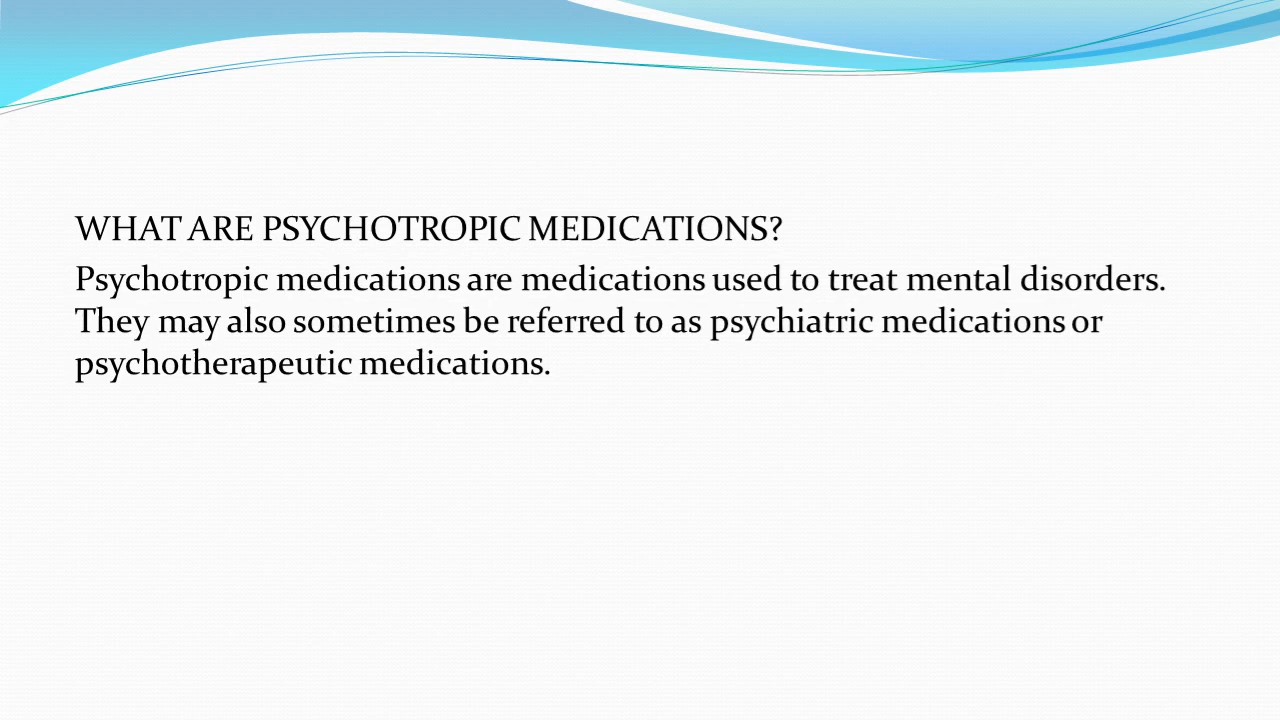 WHAT ARE PSYCHOTROPIC MEDICATIONS?
Psychotropic medications are medications used to treat mental disorders.
They may also sometimes be referred to as psychiatric medications or
psychotherapeutic medications.